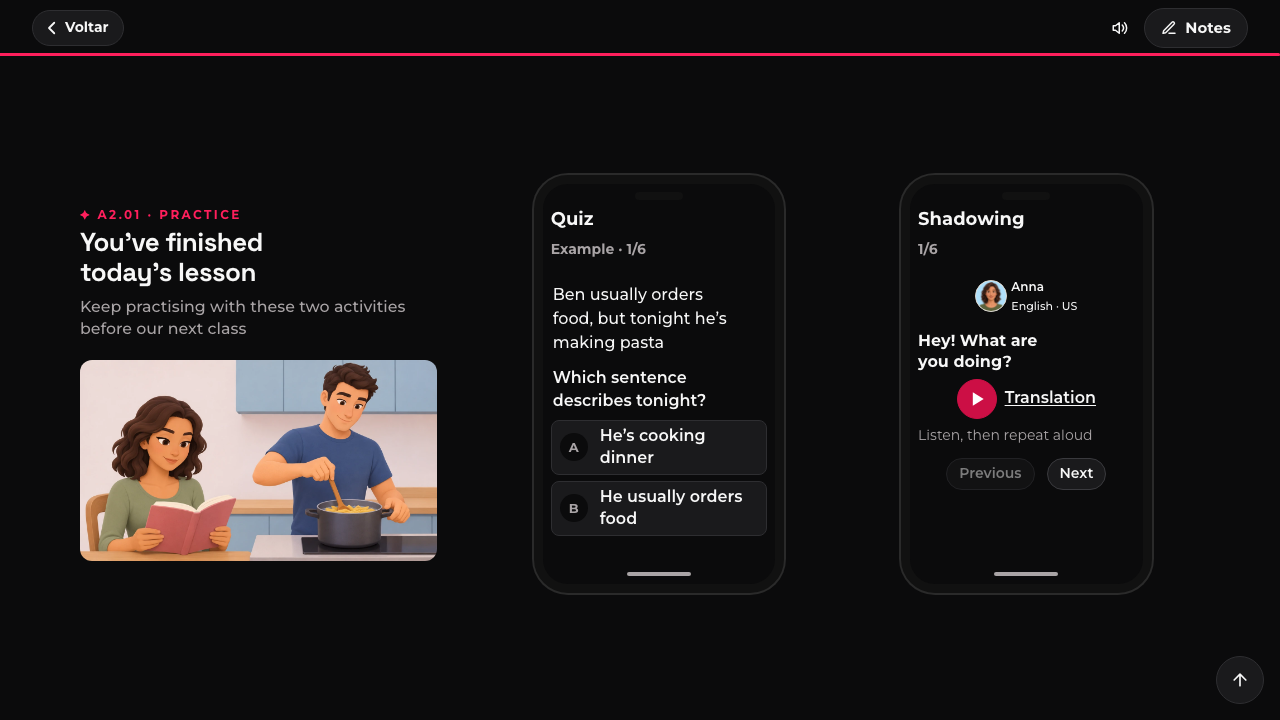 Voltar
Notes
A2.01 · PRACTICE
You’ve finished
today’s lesson
Keep practising with these two activities
before our next class
Quiz
Example · 1/6
Ben usually orders
food, but tonight he’s
making pasta
Which sentence
describes tonight?
A
He’s cooking
dinner
B
He usually orders
food
Shadowing
1/6
Anna
English · US
Hey! What are
you doing?
Translation
Listen, then repeat aloud
Previous
Next